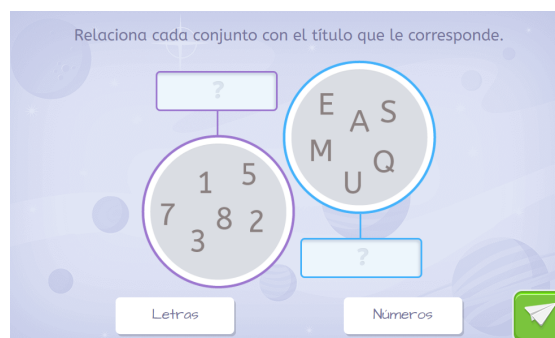 Relaciona cada conjunto con el título que le corresponde.
?
E A S
M U Q
1 5
7 3 8 2
?
Letras Números